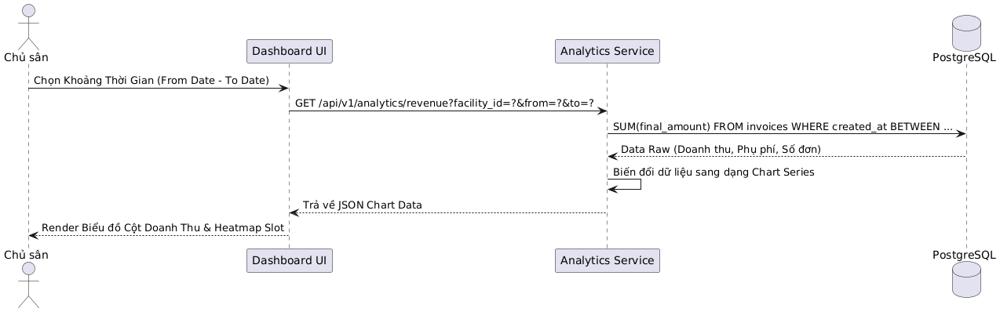 Chủ sân
Dashboard UI
Analytics Service
PostgreSQL
Chọn Khoảng Thời Gian (From Date - To Date)
GET /api/v1/analytics/revenue?facility_id=?&from=?&to=?
SUM(final_amount) FROM invoices WHERE created_at BETWEEN ...
Data Raw (Doanh thu, Phụ phí, Số đơn)
Biến đổi dữ liệu sang dạng Chart Series
Trả về JSON Chart Data
Render Biểu đồ Cột Doanh Thu & Heatmap Slot
Chủ sân
Dashboard UI
Analytics Service
PostgreSQL